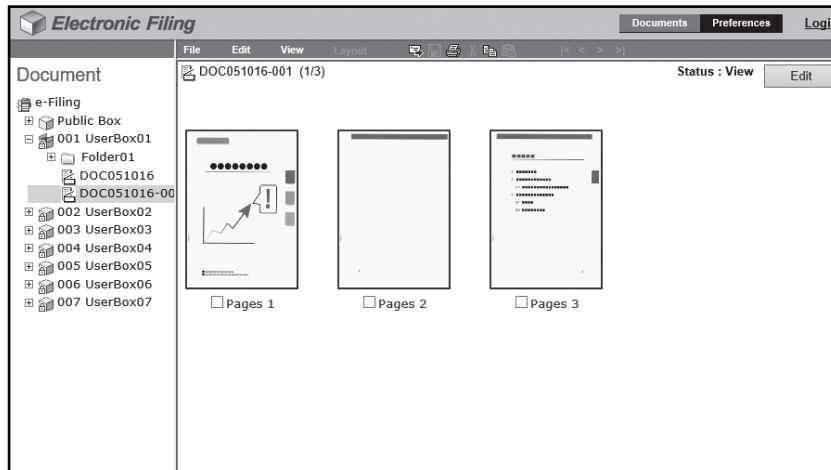 Electronic Filing
Documents Preferences Logi
File Edit View Layout |< < > >|
Document
DOC051016-001 (1/3)
Status : View
Edit
e-Filing
Public Box
001 UserBox01
Folder01
DOC051016
DOC051016-00
002 UserBox02
003 UserBox03
004 UserBox04
005 UserBox05
006 UserBox06
007 UserBox07
!
Pages 1 Pages 2 Pages 3